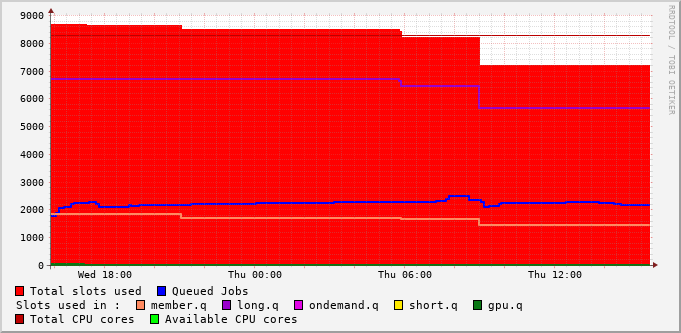 9000
8000
7000
6000
5000
4000
3000
2000
1000
0
Wed 18:00 Thu 00:00 Thu 06:00 Thu 12:00
Total slots used Queued Jobs
Slots used in : member.q long.q ondemand.q short.q gpu.q
Total CPU cores Available CPU cores
RRDTOOL / TOBI OETIKER